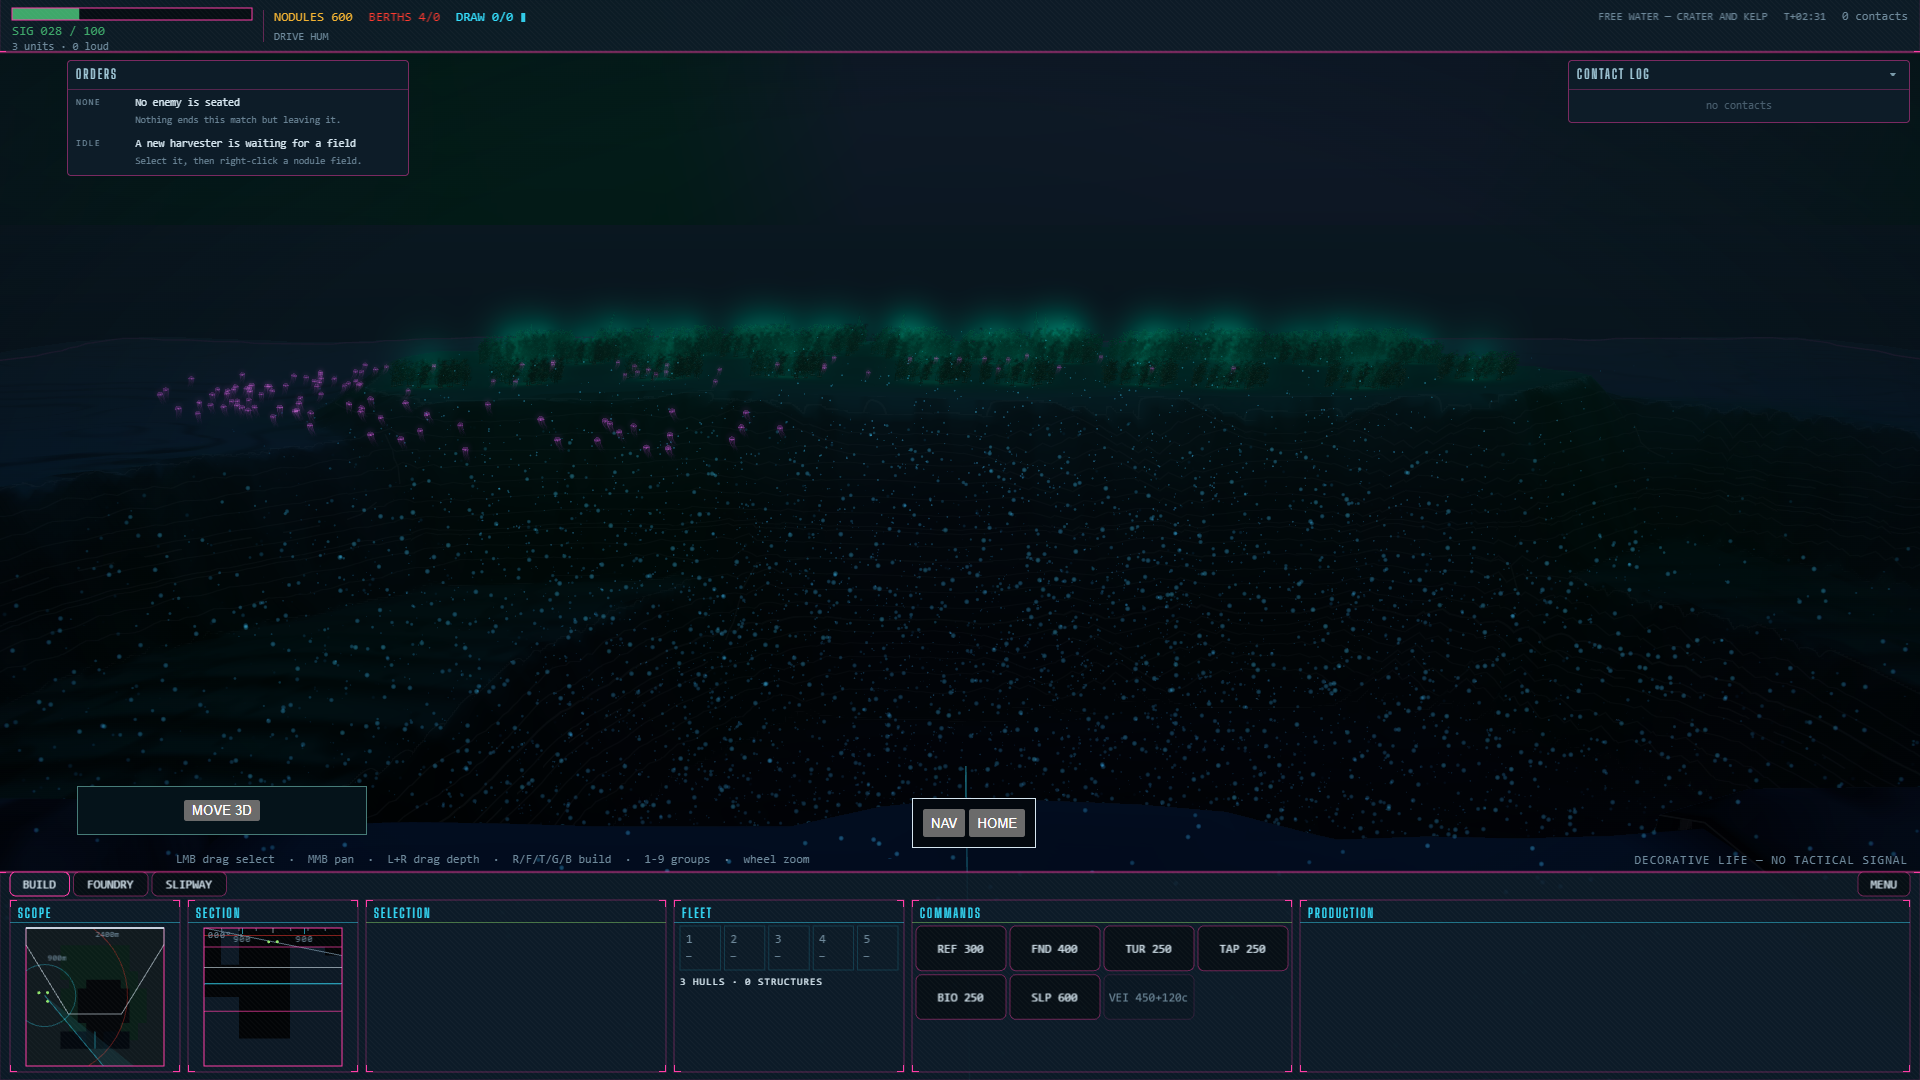 SIG 028 / 100
3 units · 0 loud
NODULES 600 BERTHS 4/0 DRAW 0/0
DRIVE HUM
FREE WATER — CRATER AND KELP T+02:31 0 contacts
ORDERS
NONE No enemy is seated
Nothing ends this match but leaving it.
IDLE A new harvester is waiting for a field
Select it, then right-click a nodule field.
CONTACT LOG
no contacts
MOVE 3D
NAV HOME
LMB drag select · MMB pan · L+R drag depth · R/F/T/G/B build · 1-9 groups · wheel zoom
DECORATIVE LIFE — NO TACTICAL SIGNAL
BUILD FOUNDRY SLIPWAY
MENU
SCOPE
2400m
900m
SECTION
000°
900 900
SELECTION
FLEET
1 2 3 4 5
— — — — —
3 HULLS · 0 STRUCTURES
COMMANDS
REF 300 FND 400 TUR 250 TAP 250
BIO 250 SLP 600 VEI 450+120c
PRODUCTION